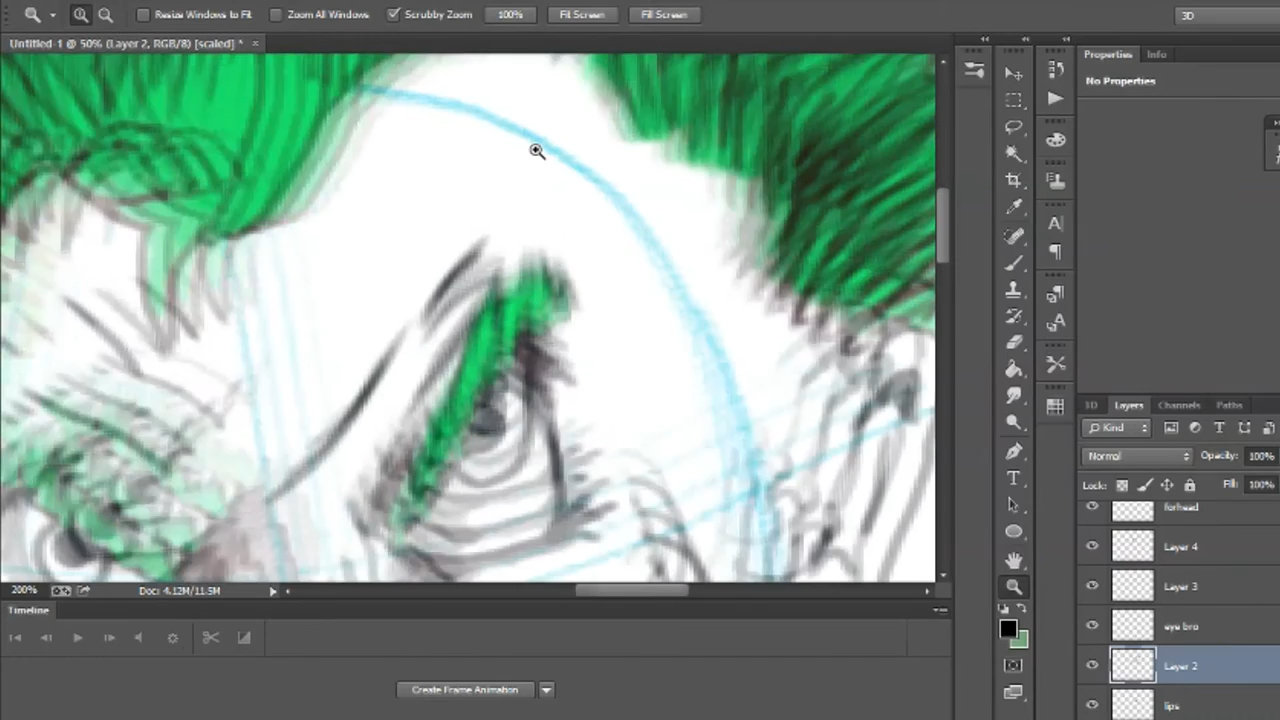 Resize Windows to Fit Zoom All Windows Scrubby Zoom 100% Fit Screen Fill Screen 3D
Untitled-1 @ 50% (Layer 2, RGB/8) [scaled] * ×
Properties Info
No Properties
3D Layers Channels Paths
Kind
Normal Opacity: 100%
Lock: Fill: 100%
forhead
Layer 4
Layer 3
eye bro
Layer 2
lips
200% Doc: 4.12M/11.5M
Timeline
Create Frame Animation